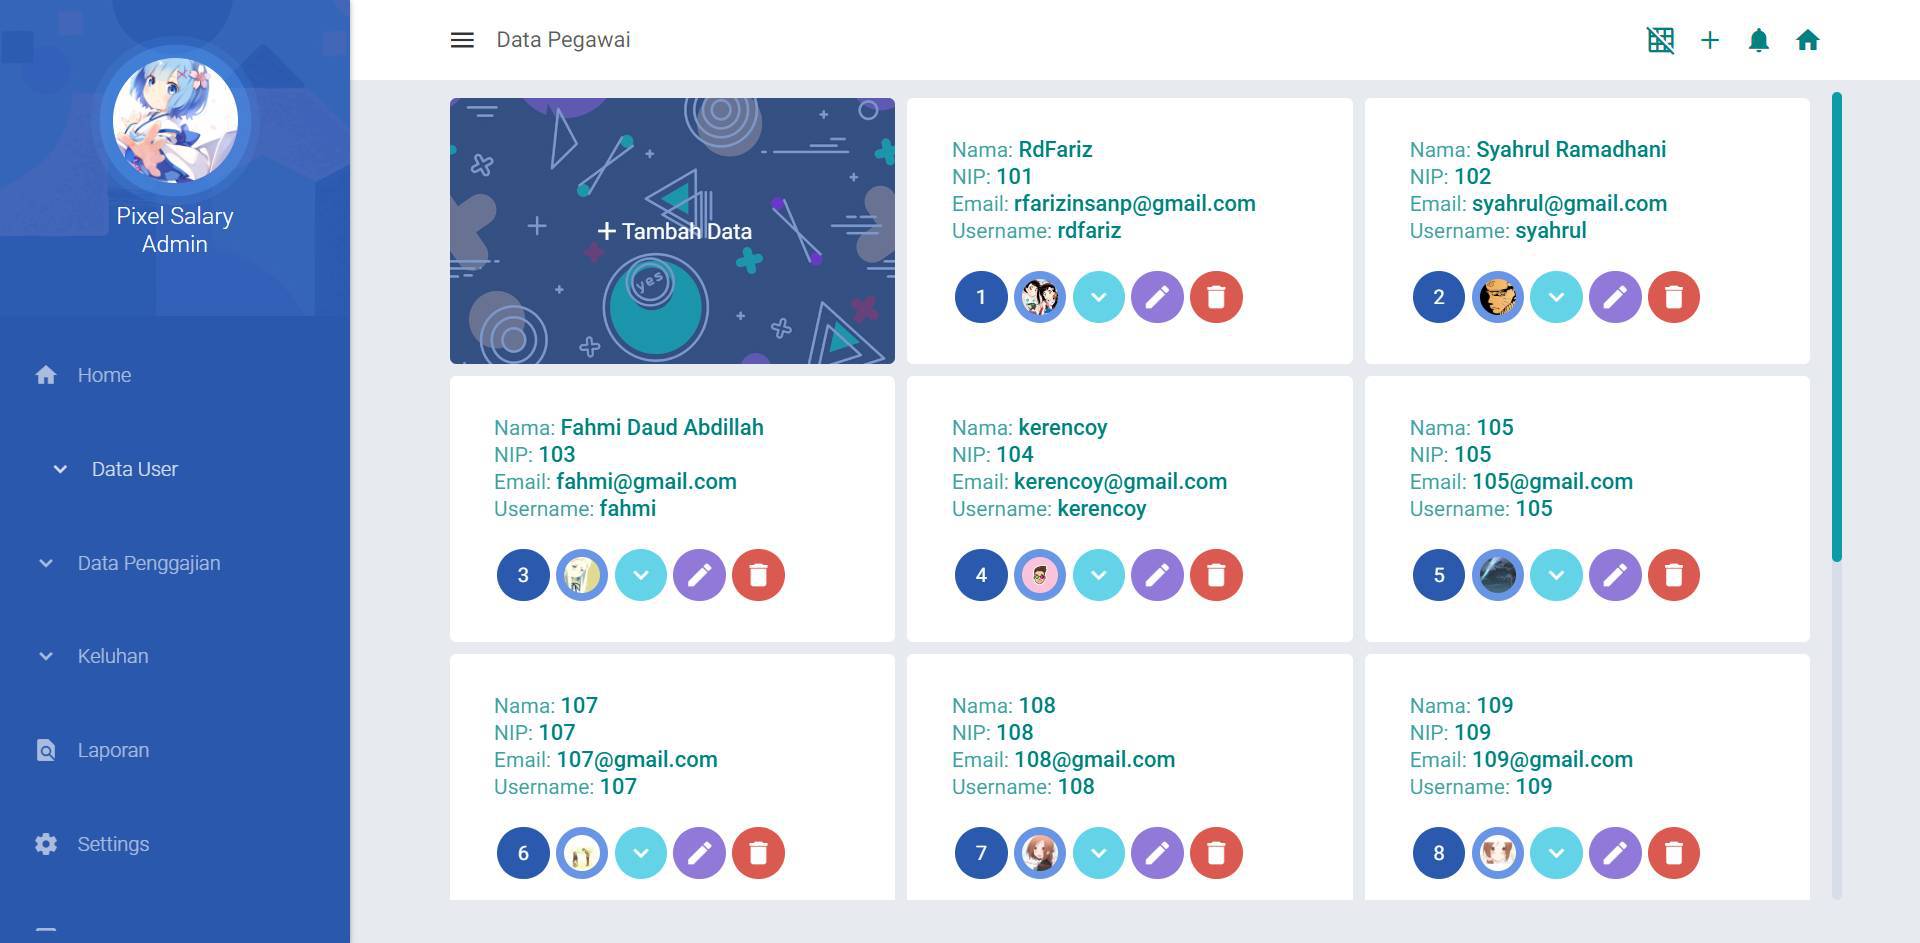 Pixel Salary
Admin
Home
Data User
Data Penggajian
Keluhan
Laporan
Settings
Data Pegawai
yes
+ Tambah Data
Nama: RdFariz
NIP: 101
Email: rfarizinsanp@gmail.com
Username: rdfariz
1
Nama: Syahrul Ramadhani
NIP: 102
Email: syahrul@gmail.com
Username: syahrul
2
Nama: Fahmi Daud Abdillah
NIP: 103
Email: fahmi@gmail.com
Username: fahmi
3
Nama: kerencoy
NIP: 104
Email: kerencoy@gmail.com
Username: kerencoy
4
Nama: 105
NIP: 105
Email: 105@gmail.com
Username: 105
5
Nama: 107
NIP: 107
Email: 107@gmail.com
Username: 107
6
Nama: 108
NIP: 108
Email: 108@gmail.com
Username: 108
7
Nama: 109
NIP: 109
Email: 109@gmail.com
Username: 109
8